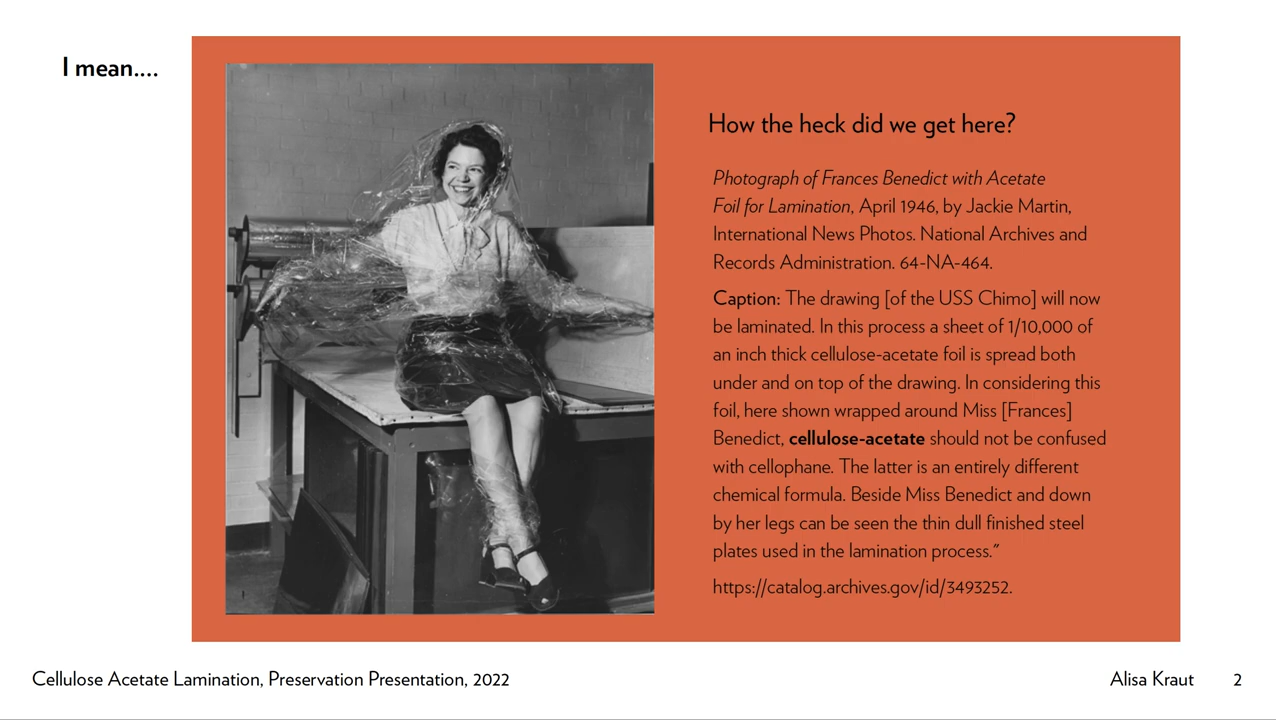 I mean....
How the heck did we get here?
Photograph of Frances Benedict with Acetate
Foil for Lamination, April 1946, by Jackie Martin,
International News Photos. National Archives and
Records Administration. 64-NA-464.
Caption: The drawing [of the USS Chimo] will now
be laminated. In this process a sheet of 1/10,000 of
an inch thick cellulose-acetate foil is spread both
under and on top of the drawing. In considering this
foil, here shown wrapped around Miss [Frances]
Benedict, cellulose-acetate should not be confused
with cellophane. The latter is an entirely different
chemical formula. Beside Miss Benedict and down
by her legs can be seen the thin dull finished steel
plates used in the lamination process."
https://catalog.archives.gov/id/3493252.
Cellulose Acetate Lamination, Preservation Presentation, 2022
Alisa Kraut
2